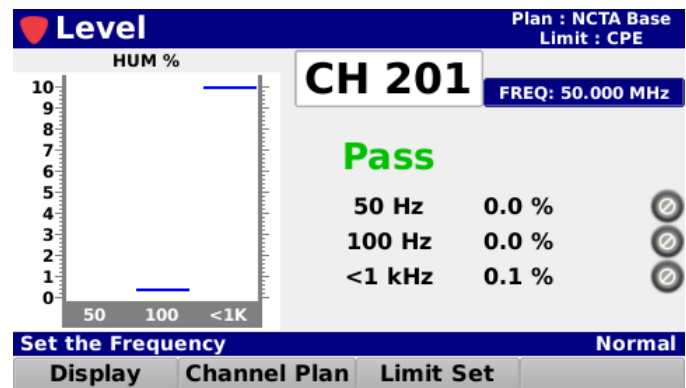 Level
Plan : NCTA Base
Limit : CPE
HUM %
CH 201
FREQ: 50.000 MHz
10
9
8
7
6
5
4
3
2
1
0
50 100 <1K
Pass
50 Hz 0.0 %
100 Hz 0.0 %
<1 kHz 0.1 %
Set the Frequency Normal
Display Channel Plan Limit Set